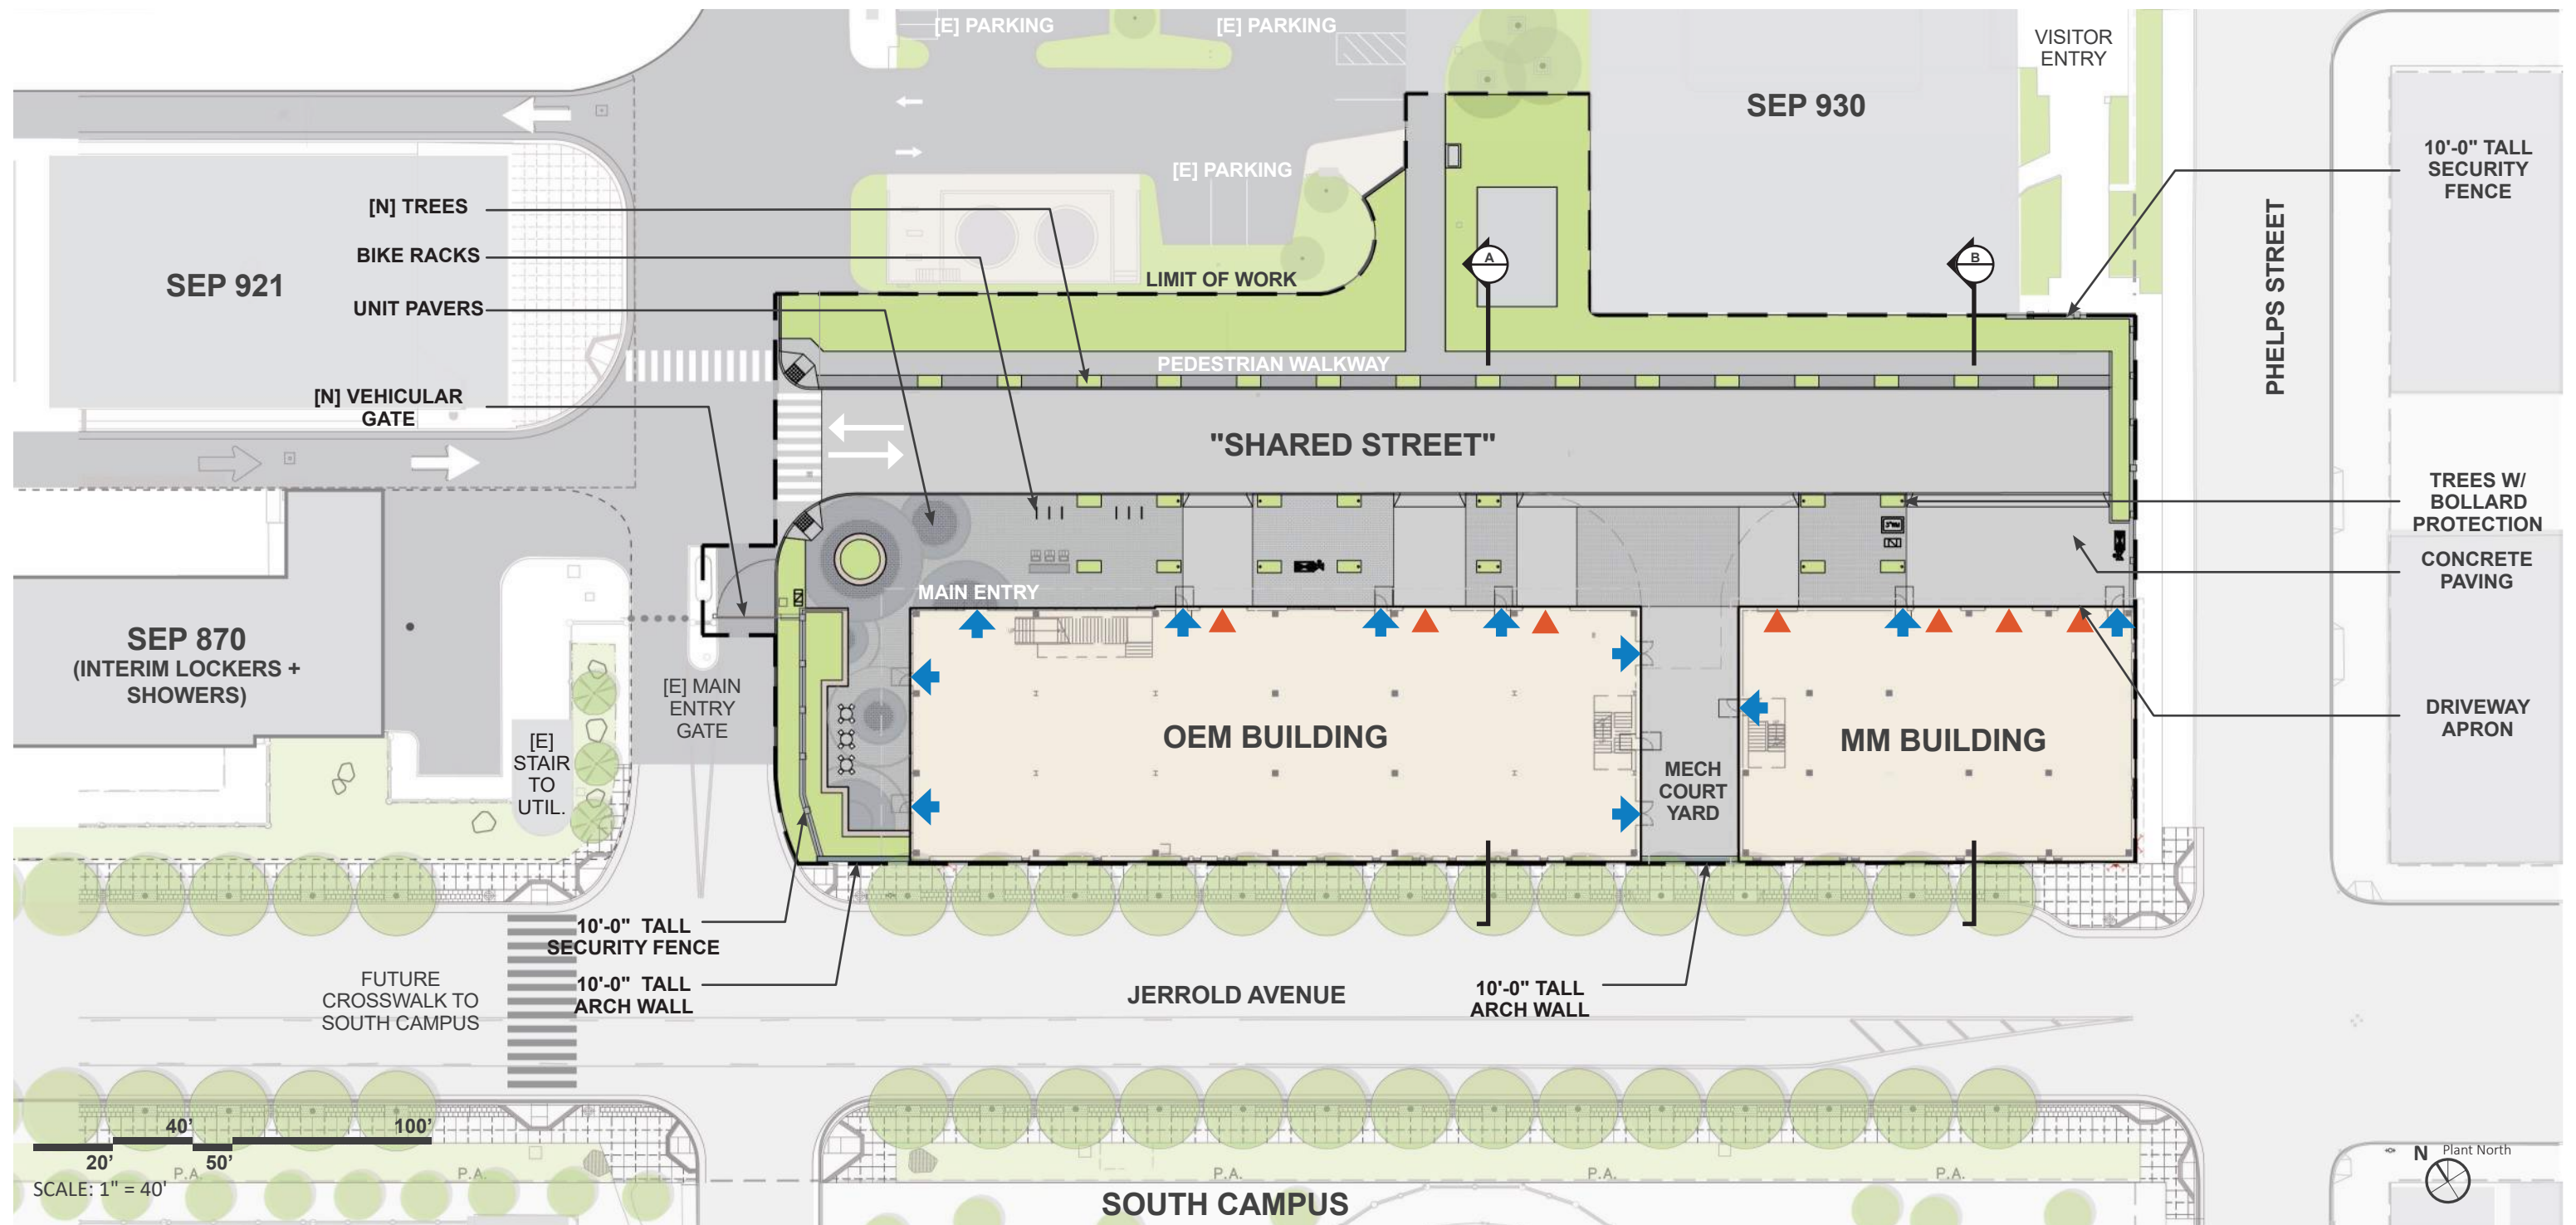 [E] PARKING
[E] PARKING
VISITOR
ENTRY
SEP 930
10'-0" TALL
SECURITY
FENCE
[E] PARKING
[N] TREES
BIKE RACKS
UNIT PAVERS
SEP 921
LIMIT OF WORK
A
B
PHELPS STREET
PEDESTRIAN WALKWAY
[N] VEHICULAR
GATE
"SHARED STREET"
TREES W/
BOLLARD
PROTECTION
CONCRETE
PAVING
MAIN ENTRY
SEP 870
(INTERIM LOCKERS +
SHOWERS)
[E] MAIN
ENTRY
GATE
[E]
STAIR
TO
UTIL.
OEM BUILDING
MECH
COURT
YARD
MM BUILDING
DRIVEWAY
APRON
10'-0" TALL
SECURITY FENCE
10'-0" TALL
ARCH WALL
FUTURE
CROSSWALK TO
SOUTH CAMPUS
JERROLD AVENUE
10'-0" TALL
ARCH WALL
40'
100'
20'
50'
SCALE: 1" = 40'
P.A.
P.A.
P.A.
P.A.
P.A.
SOUTH CAMPUS
N
Plant North